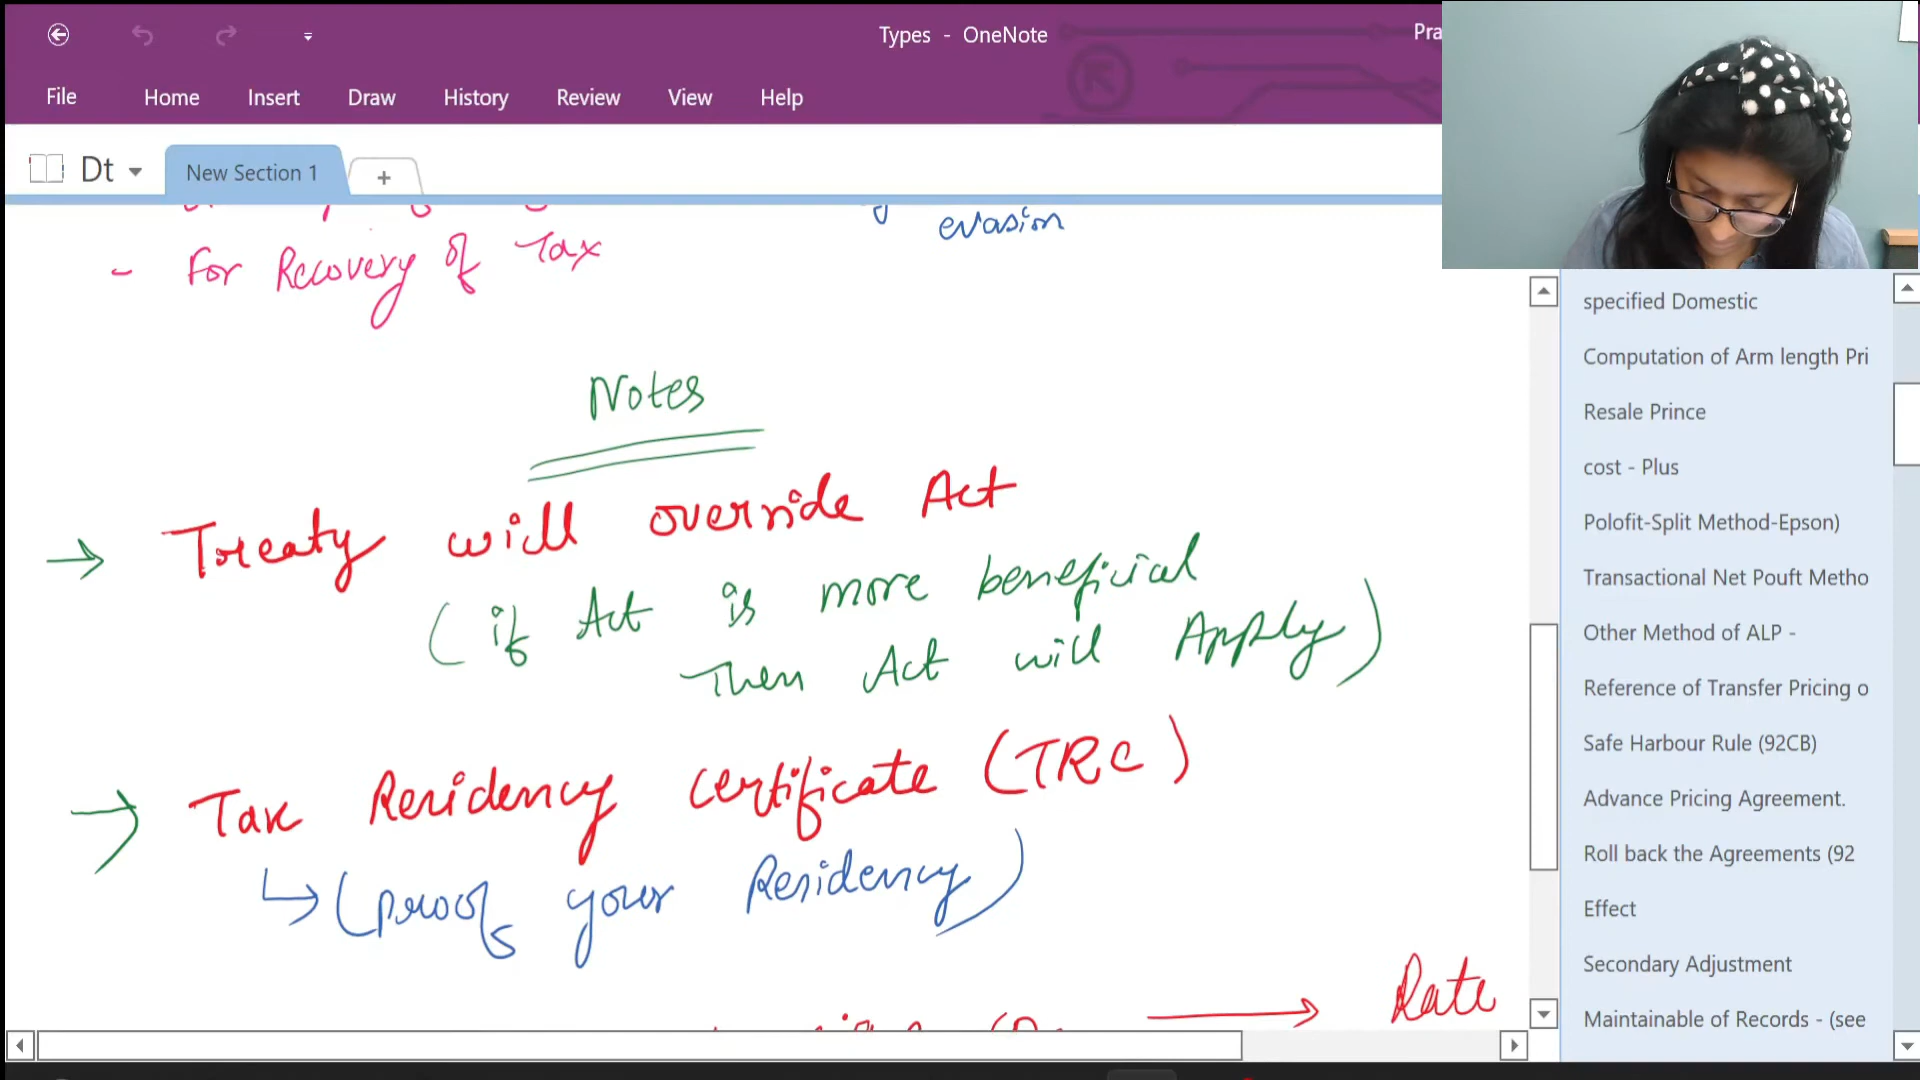 Types - OneNote
Pra
File Home Insert Draw History Review View Help
Dt
New Section 1
+
evasion
- For Recovery of Tax
Notes
→ Treaty will override Act
(if Act is more beneficial
Then Act will Apply)
→ Tax Residency certificate (TRC)
↳ (proof your Residency)
→ Rate
specified Domestic
Computation of Arm length Pri
Resale Prince
cost - Plus
Polofit-Split Method-Epson)
Transactional Net Pouft Metho
Other Method of ALP -
Reference of Transfer Pricing o
Safe Harbour Rule (92CB)
Advance Pricing Agreement.
Roll back the Agreements (92
Effect
Secondary Adjustment
Maintainable of Records - (see